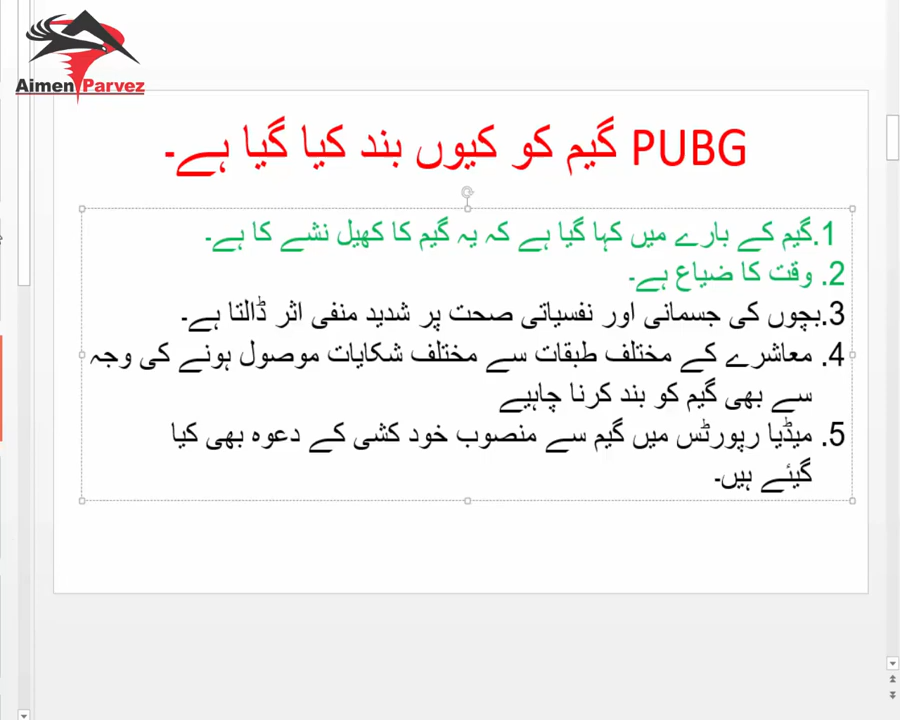 Aimen Parvez
PUBG گیم کو کیوں بند کیا گیا ہے۔
1.گیم کے بارے میں کہا گیا ہے کہ یہ گیم کا کھیل نشے کا ہے۔
2. وقت کا ضیاع ہے۔
3.بچوں کی جسمانی اور نفسیاتی صحت پر شدید منفی اثر ڈالتا ہے۔
4. معاشرے کے مختلف طبقات سے مختلف شکایات موصول ہونے کی وجہ
سے بھی گیم کو بند کرنا چاہیے
5. میڈیا رپورٹس میں گیم سے منصوب خود کشی کے دعوہ بھی کیا
گیئے ہیں۔